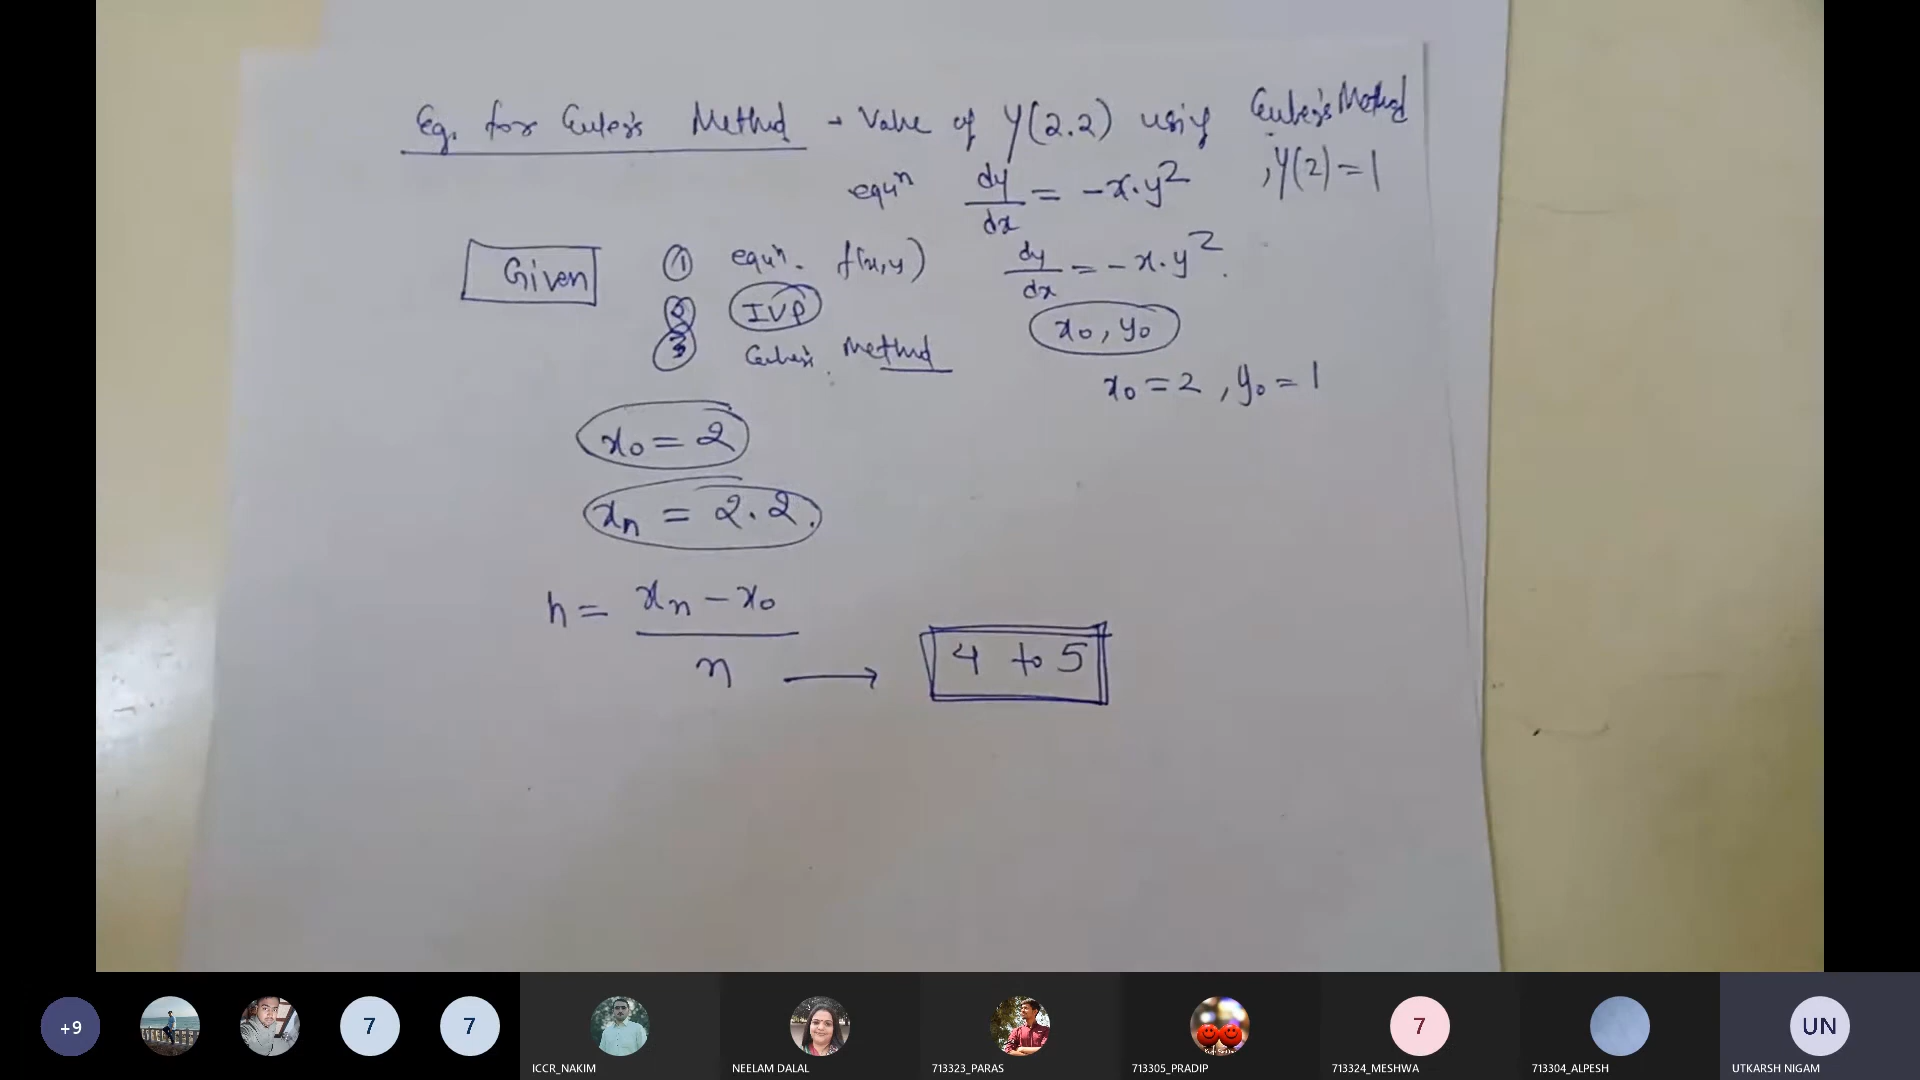 Eg. for Euler's Method → Value of Y(2.2) using Euler's Method
equⁿ dy/dx = -x.y² , Y(2) = 1
Given ① equⁿ. f(x,y) dy/dx = -x.y².
② IVP x₀, y₀
③ Euler's Method
x₀ = 2 , y₀ = 1
x₀ = 2
xₙ = 2.2.
h = xₙ - x₀ / n → 4 to 5
+9 7 7 7 UN
ICCR_NAKIM NEELAM DALAL 713323_PARAS 713305_PRADIP 713324_MESHWA 713304_ALPESH UTKARSH NIGAM